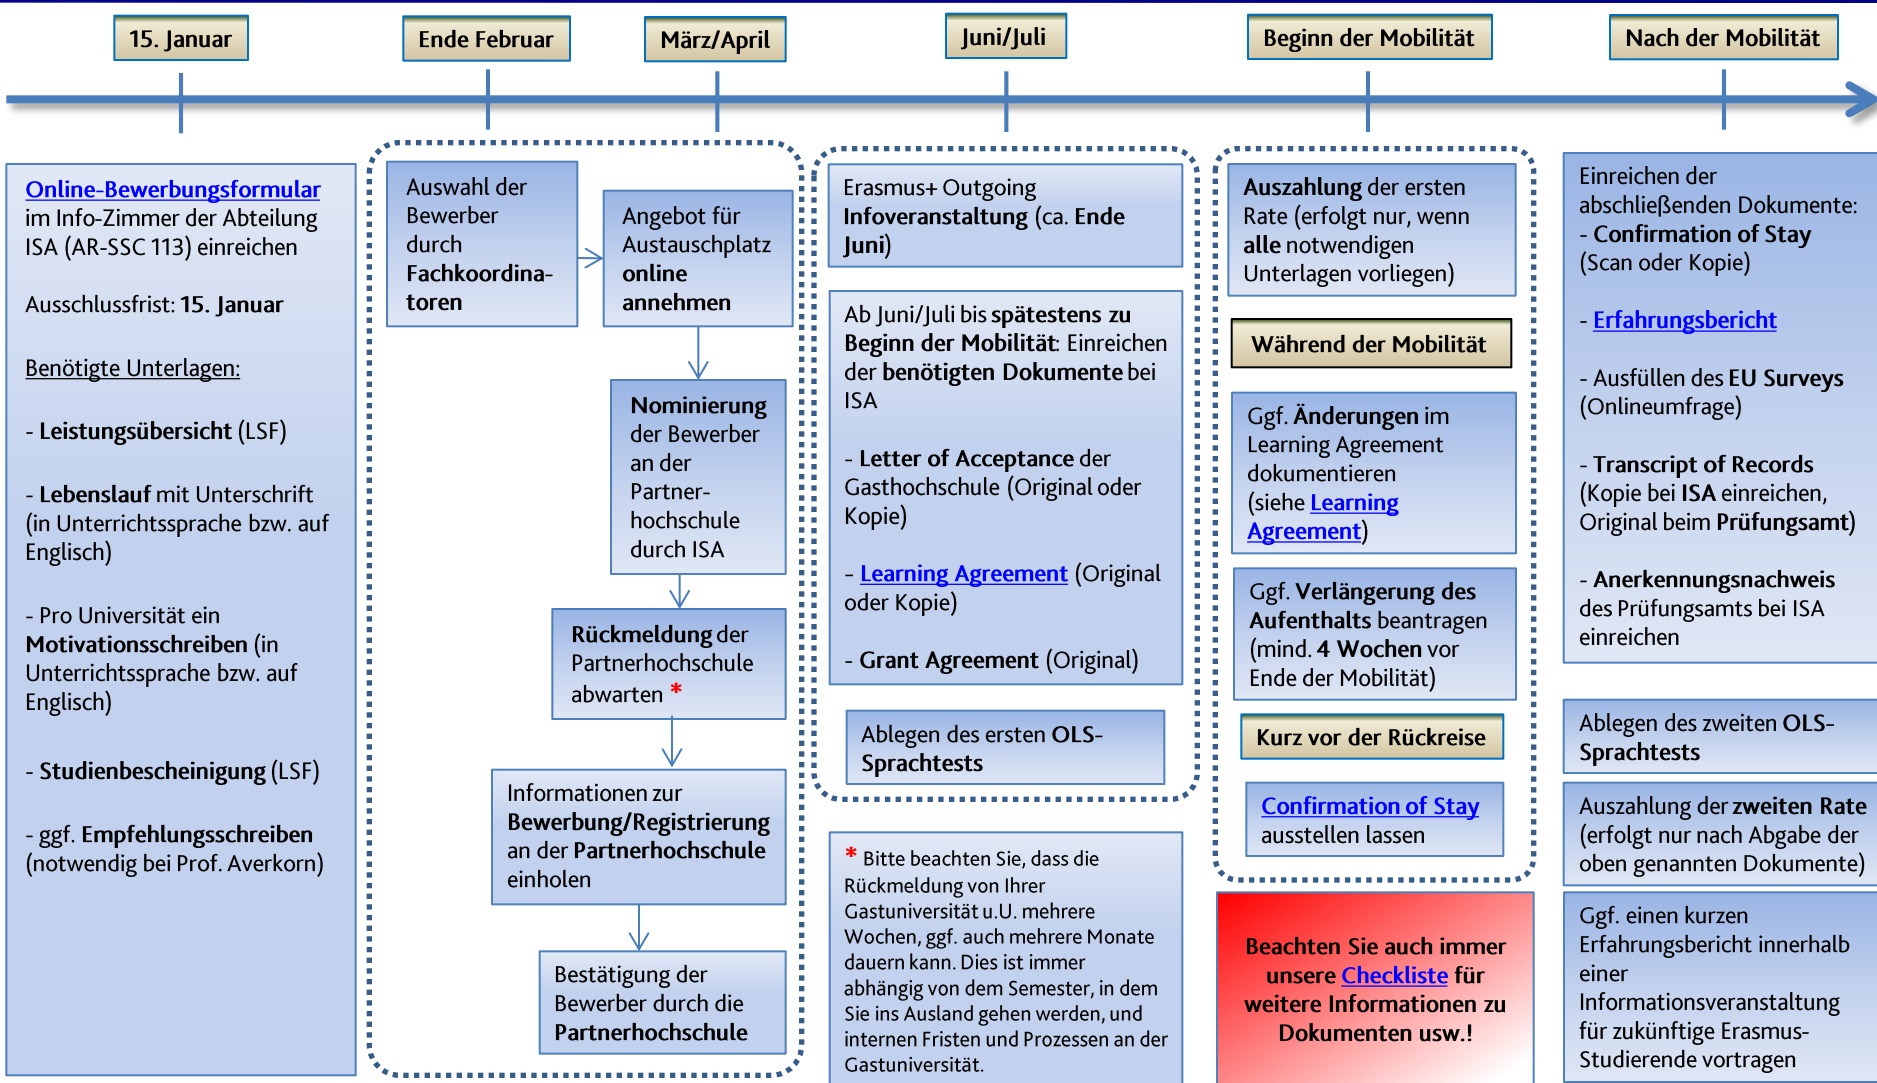 15. Januar
Ende Februar
März/April
Juni/Juli
Beginn der Mobilität
Nach der Mobilität
Online-Bewerbungsformular
im Info-Zimmer der Abteilung
ISA (AR-SSC 113) einreichen
Ausschlussfrist: 15. Januar
Benötigte Unterlagen:
- Leistungsübersicht (LSF)
- Lebenslauf mit Unterschrift
(in Unterrichtssprache bzw. auf
Englisch)
- Pro Universität ein
Motivationsschreiben (in
Unterrichtssprache bzw. auf
Englisch)
- Studienbescheinigung (LSF)
- ggf. Empfehlungsschreiben
(notwendig bei Prof. Averkorn)
Auswahl der
Bewerber
durch
Fachkoordina-
toren
Angebot für
Austauschplatz
online
annehmen
Nominierung
der Bewerber
an der
Partner-
hochschule
durch ISA
Rückmeldung der
Partnerhochschule
abwarten *
Informationen zur
Bewerbung/Registrierung
an der Partnerhochschule
einholen
Bestätigung der
Bewerber durch die
Partnerhochschule
Erasmus+ Outgoing
Infoveranstaltung (ca. Ende
Juni)
Ab Juni/Juli bis spätestens zu
Beginn der Mobilität: Einreichen
der benötigten Dokumente bei
ISA
- Letter of Acceptance der
Gasthochschule (Original oder
Kopie)
- Learning Agreement (Original
oder Kopie)
- Grant Agreement (Original)
Ablegen des ersten OLS-
Sprachtests
* Bitte beachten Sie, dass die
Rückmeldung von Ihrer
Gastuniversität u.U. mehrere
Wochen, ggf. auch mehrere Monate
dauern kann. Dies ist immer
abhängig von dem Semester, in dem
Sie ins Ausland gehen werden, und
internen Fristen und Prozessen an der
Gastuniversität.
Auszahlung der ersten
Rate (erfolgt nur, wenn
alle notwendigen
Unterlagen vorliegen)
Während der Mobilität
Ggf. Änderungen im
Learning Agreement
dokumentieren
(siehe Learning
Agreement)
Ggf. Verlängerung des
Aufenthalts beantragen
(mind. 4 Wochen vor
Ende der Mobilität)
Kurz vor der Rückreise
Confirmation of Stay
ausstellen lassen
Beachten Sie auch immer
unsere Checkliste für
weitere Informationen zu
Dokumenten usw.!
Einreichen der
abschließenden Dokumente:
- Confirmation of Stay
(Scan oder Kopie)
- Erfahrungsbericht
- Ausfüllen des EU Surveys
(Onlineumfrage)
- Transcript of Records
(Kopie bei ISA einreichen,
Original beim Prüfungsamt)
- Anerkennungsnachweis
des Prüfungsamts bei ISA
einreichen
Ablegen des zweiten OLS-
Sprachtests
Auszahlung der zweiten Rate
(erfolgt nur nach Abgabe der
oben genannten Dokumente)
Ggf. einen kurzen
Erfahrungsbericht innerhalb
einer
Informationsveranstaltung
für zukünftige Erasmus-
Studierende vortragen